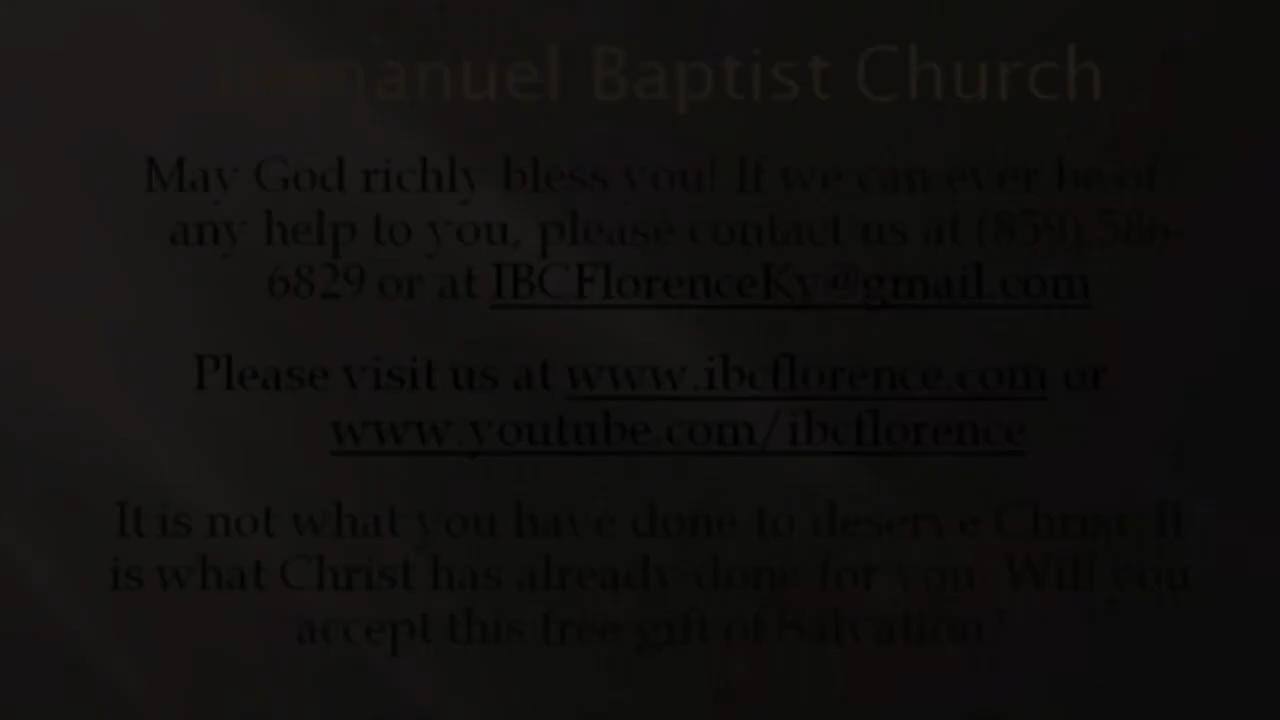 Immanuel Baptist Church
May God richly bless you! If we can ever be of
any help to you, please contact us at (859) 586-
6829 or at IBCFlorenceKy@gmail.com
Please visit us at www.ibcflorence.com or
www.youtube.com/ibcflorence
It is not what you have done to deserve Christ. It
is what Christ has already done for you. Will you
accept this free gift of Salvation?